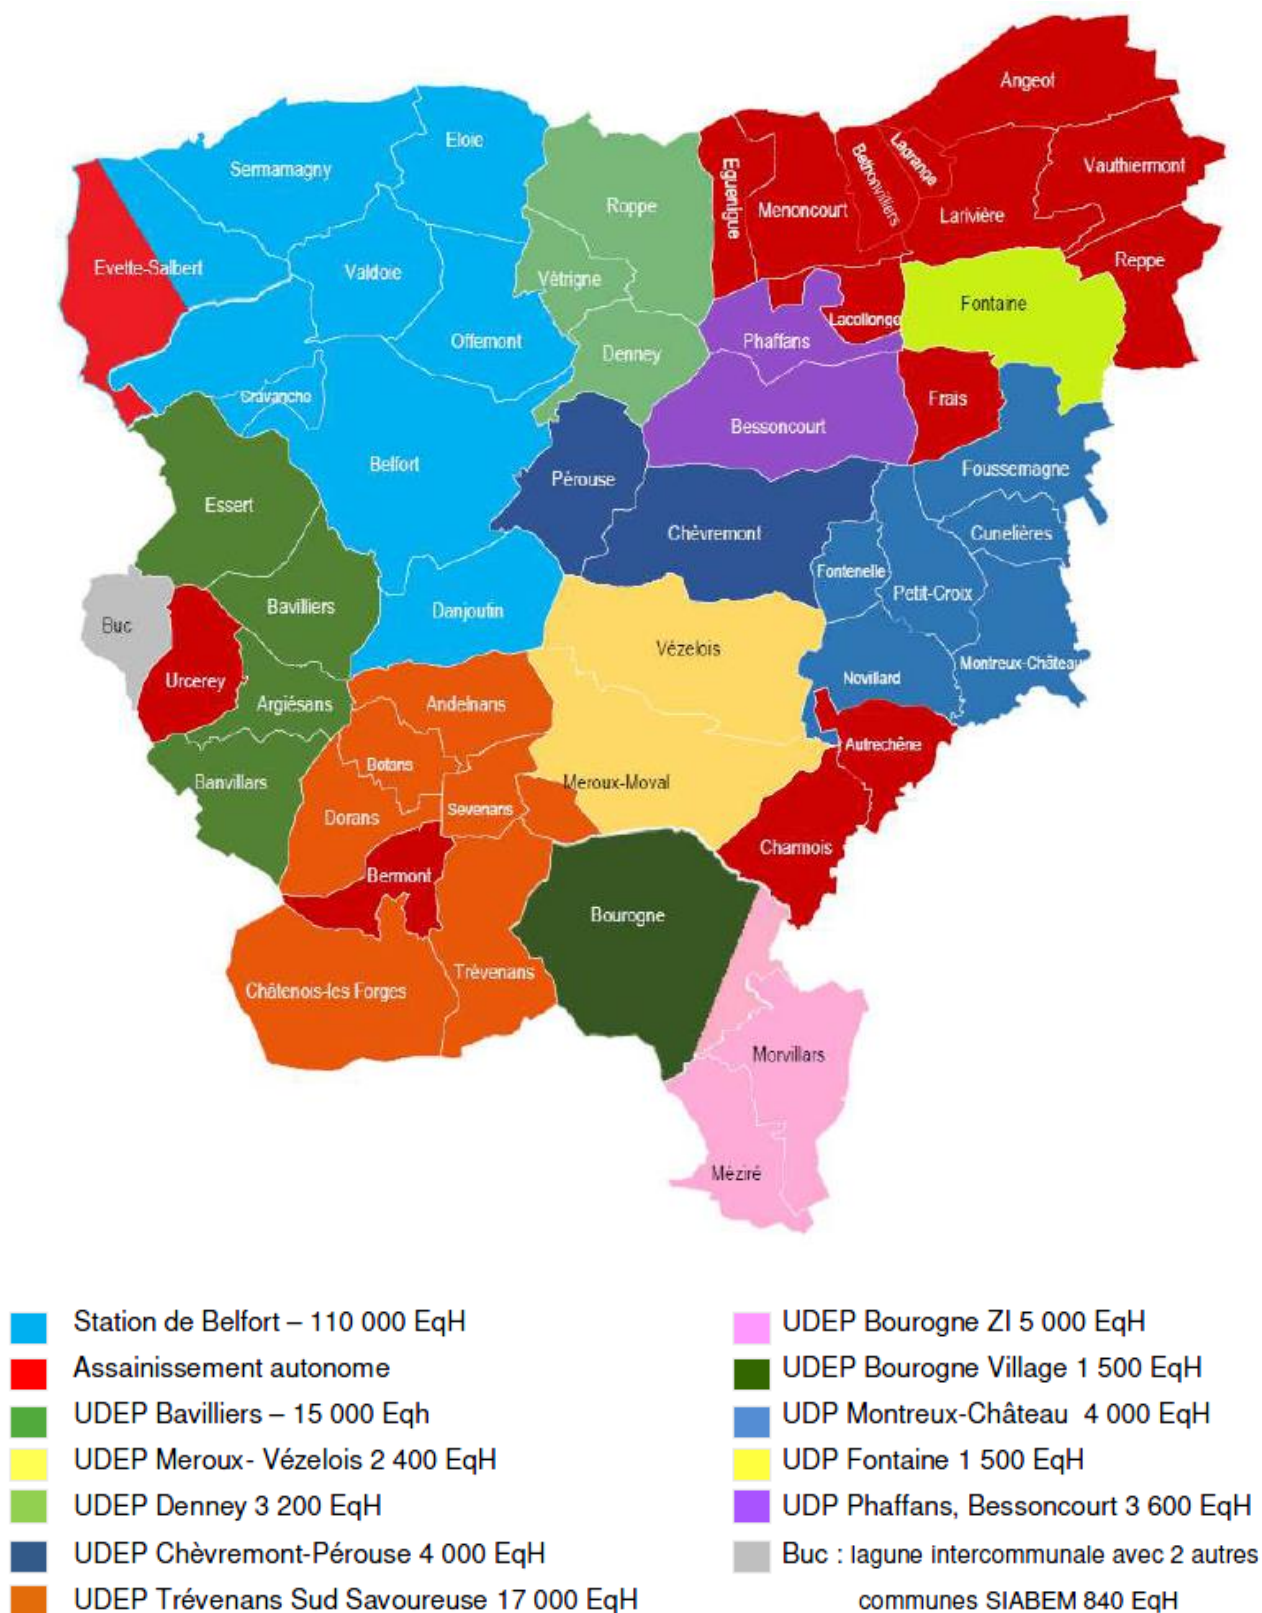 Angeot
Eloie
Sermamagny
Vauthiermont
Eguenigue
Bethonvilliers
Lagrange
Roppe
Menoncourt
Larivière
Evette-Salbert
Valdoie
Vétrigne
Reppe
Fontaine
Lacollonge
Offemont
Phaffans
Denney
Cravanche
Frais
Bessoncourt
Belfort
Foussemagne
Pérouse
Essert
Chèvremont
Cunelières
Fontenelle
Petit-Croix
Bavilliers
Danjoutin
Buc
Vézelois
Montreux-Château
Urcerey
Novillard
Argiésans
Andelnans
Autrechêne
Botans
Banvillars
Meroux-Moval
Sevenans
Dorans
Charmois
Bermont
Bourogne
Trévenans
Châtenois-les Forges
Morvillars
Méziré
Station de Belfort – 110 000 EqH
Assainissement autonome
UDEP Bavilliers – 15 000 Eqh
UDEP Meroux- Vézelois 2 400 EqH
UDEP Denney 3 200 EqH
UDEP Chèvremont-Pérouse 4 000 EqH
UDEP Trévenans Sud Savoureuse 17 000 EqH
UDEP Bourogne ZI 5 000 EqH
UDEP Bourogne Village 1 500 EqH
UDP Montreux-Château 4 000 EqH
UDP Fontaine 1 500 EqH
UDP Phaffans, Bessoncourt 3 600 EqH
Buc : lagune intercommunale avec 2 autres
communes SIABEM 840 EqH